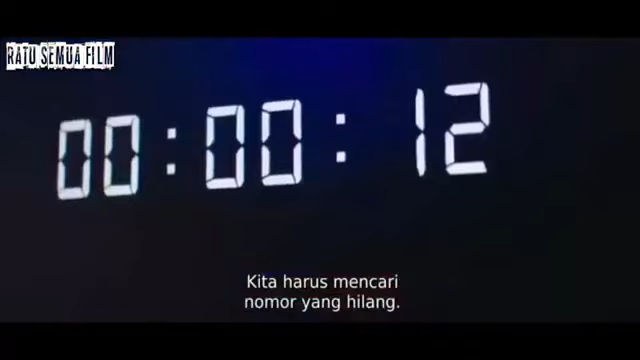 RATU SEMUA FILM
00:00:12
Kita harus mencari
nomor yang hilang.